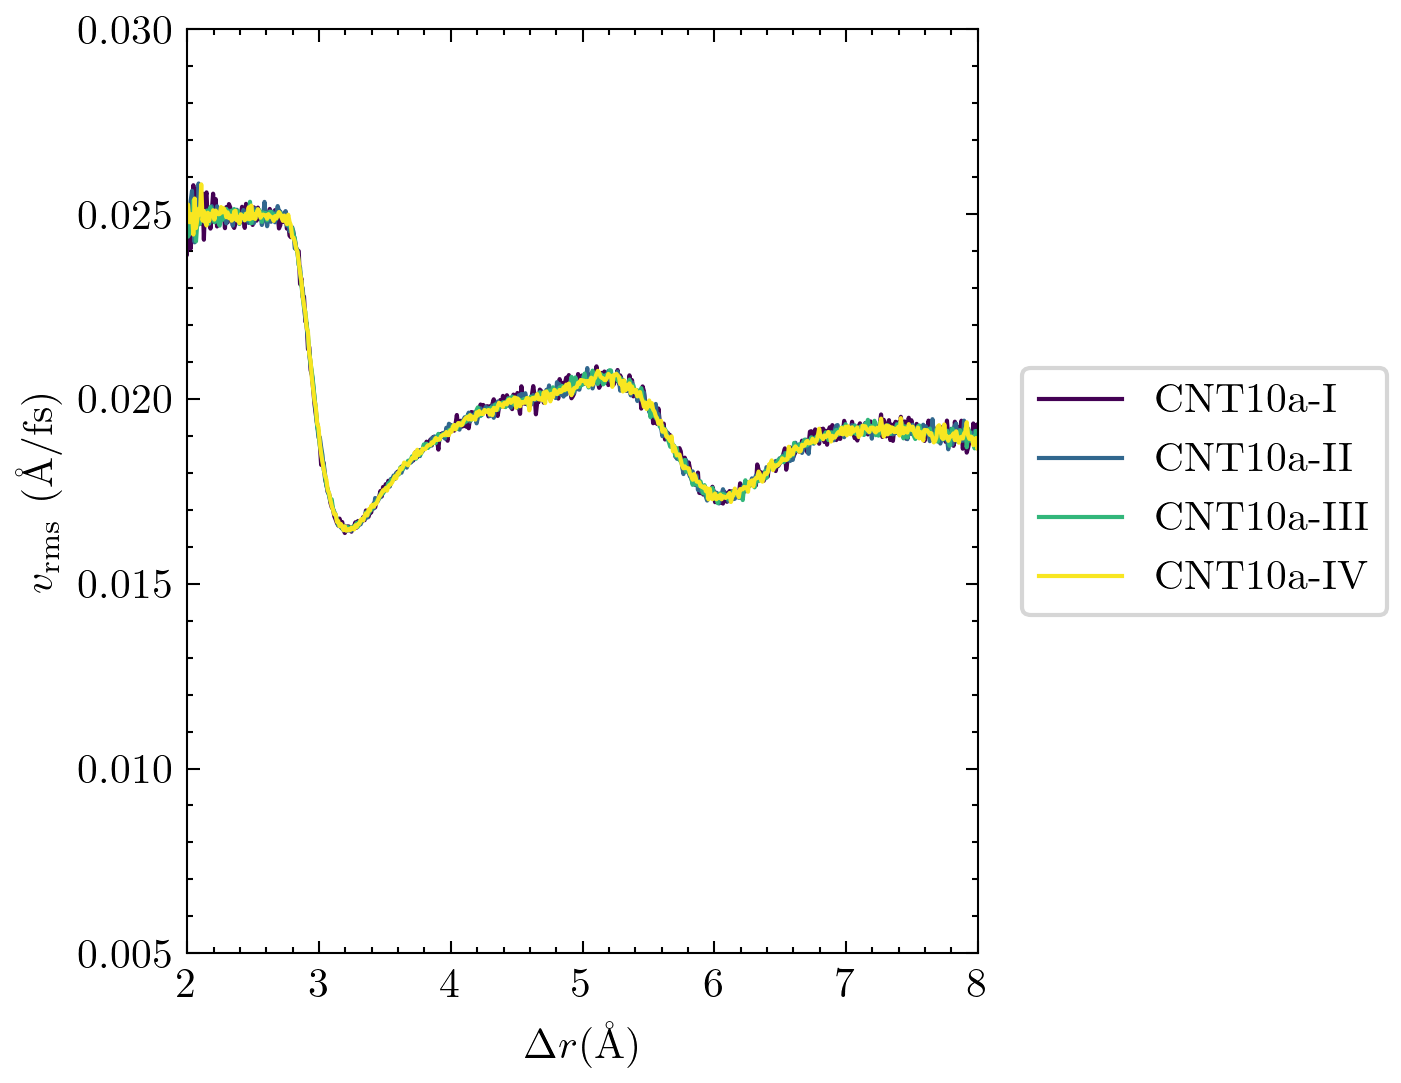 0.030
0.025
0.020
0.015
0.010
0.005
v_rms (Å/fs)
2 3 4 5 6 7 8
Δr(Å)
CNT10a-I
CNT10a-II
CNT10a-III
CNT10a-IV